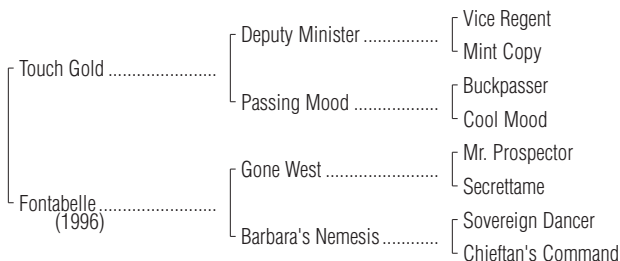 Vice Regent
Deputy Minister ...............
Mint Copy
Touch Gold ......................
Buckpasser
Passing Mood .................
Cool Mood
Mr. Prospector
Gone West ......................
Secrettame
Fontabelle ........................
(1996)
Sovereign Dancer
Barbara's Nemesis ...........
Chieftan's Command